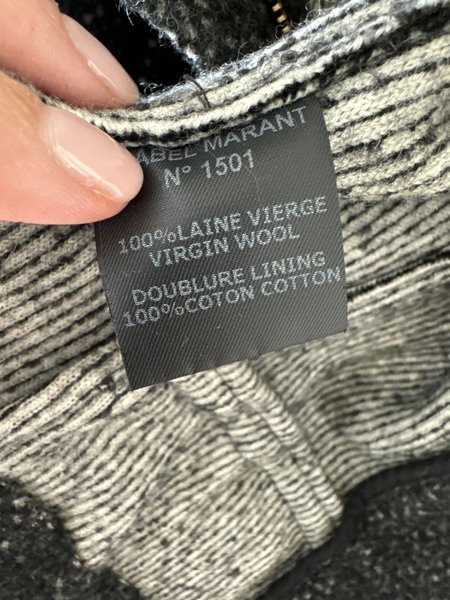 ABEL MARANT
N° 1501
100%LAINE VIERGE
VIRGIN WOOL
DOUBLURE LINING
100%COTON COTTON